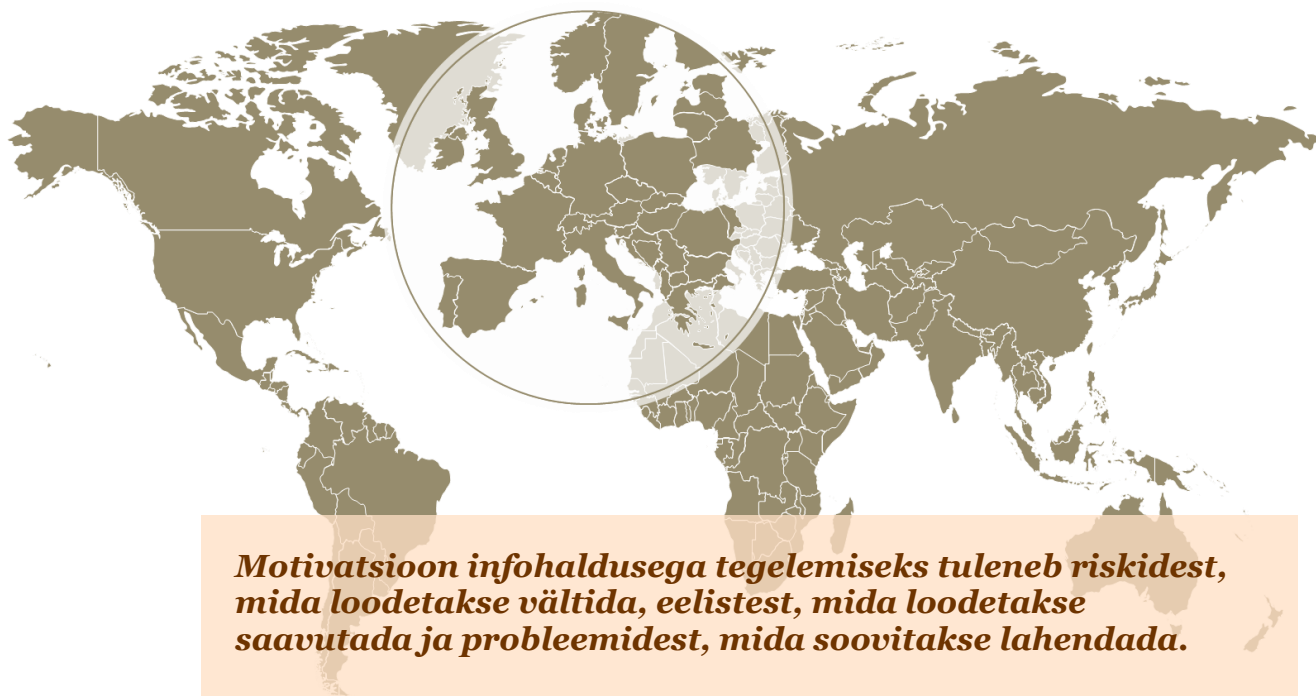 Motivatsioon infohaldusega tegelemiseks tuleneb riskidest,
mida loodetakse vältida, eelistest, mida loodetakse
saavutada ja probleemidest, mida soovitakse lahendada.